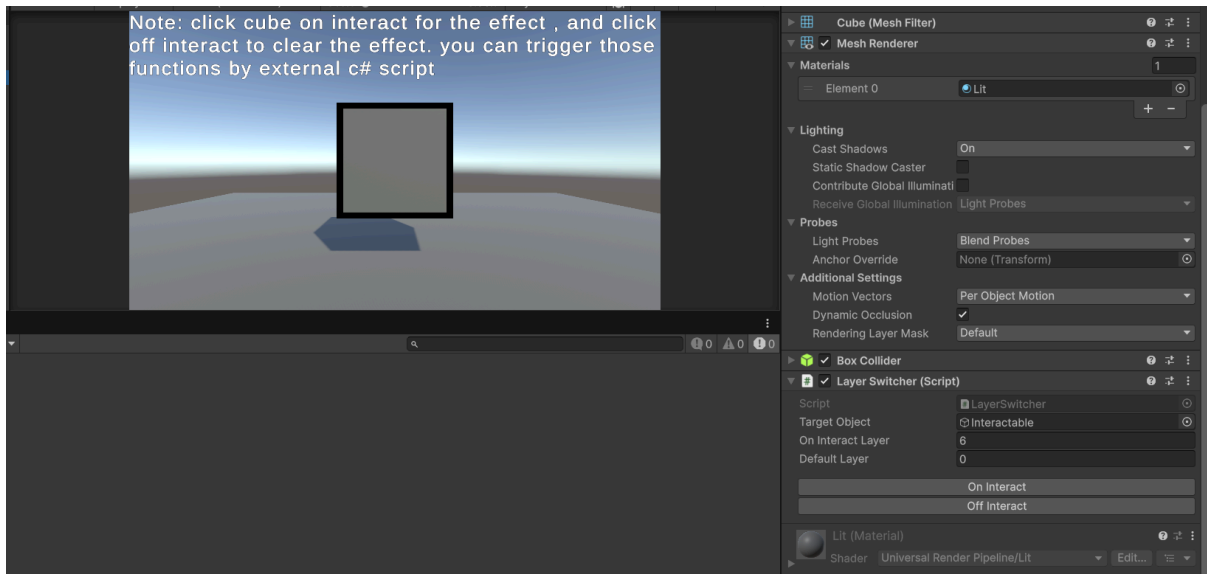 Note: click cube on interact for the effect , and click
off interact to clear the effect. you can trigger those
functions by external c# script
0 0 0
Cube (Mesh Filter)
Mesh Renderer
Materials 1
Element 0 Lit
+ -
Lighting
Cast Shadows On
Static Shadow Caster
Contribute Global Illuminati
Receive Global Illumination Light Probes
Probes
Light Probes Blend Probes
Anchor Override None (Transform)
Additional Settings
Motion Vectors Per Object Motion
Dynamic Occlusion
Rendering Layer Mask Default
Box Collider
# Layer Switcher (Script)
Script LayerSwitcher
Target Object Interactable
On Interact Layer 6
Default Layer 0
On Interact
Off Interact
Lit (Material)
Shader Universal Render Pipeline/Lit Edit...